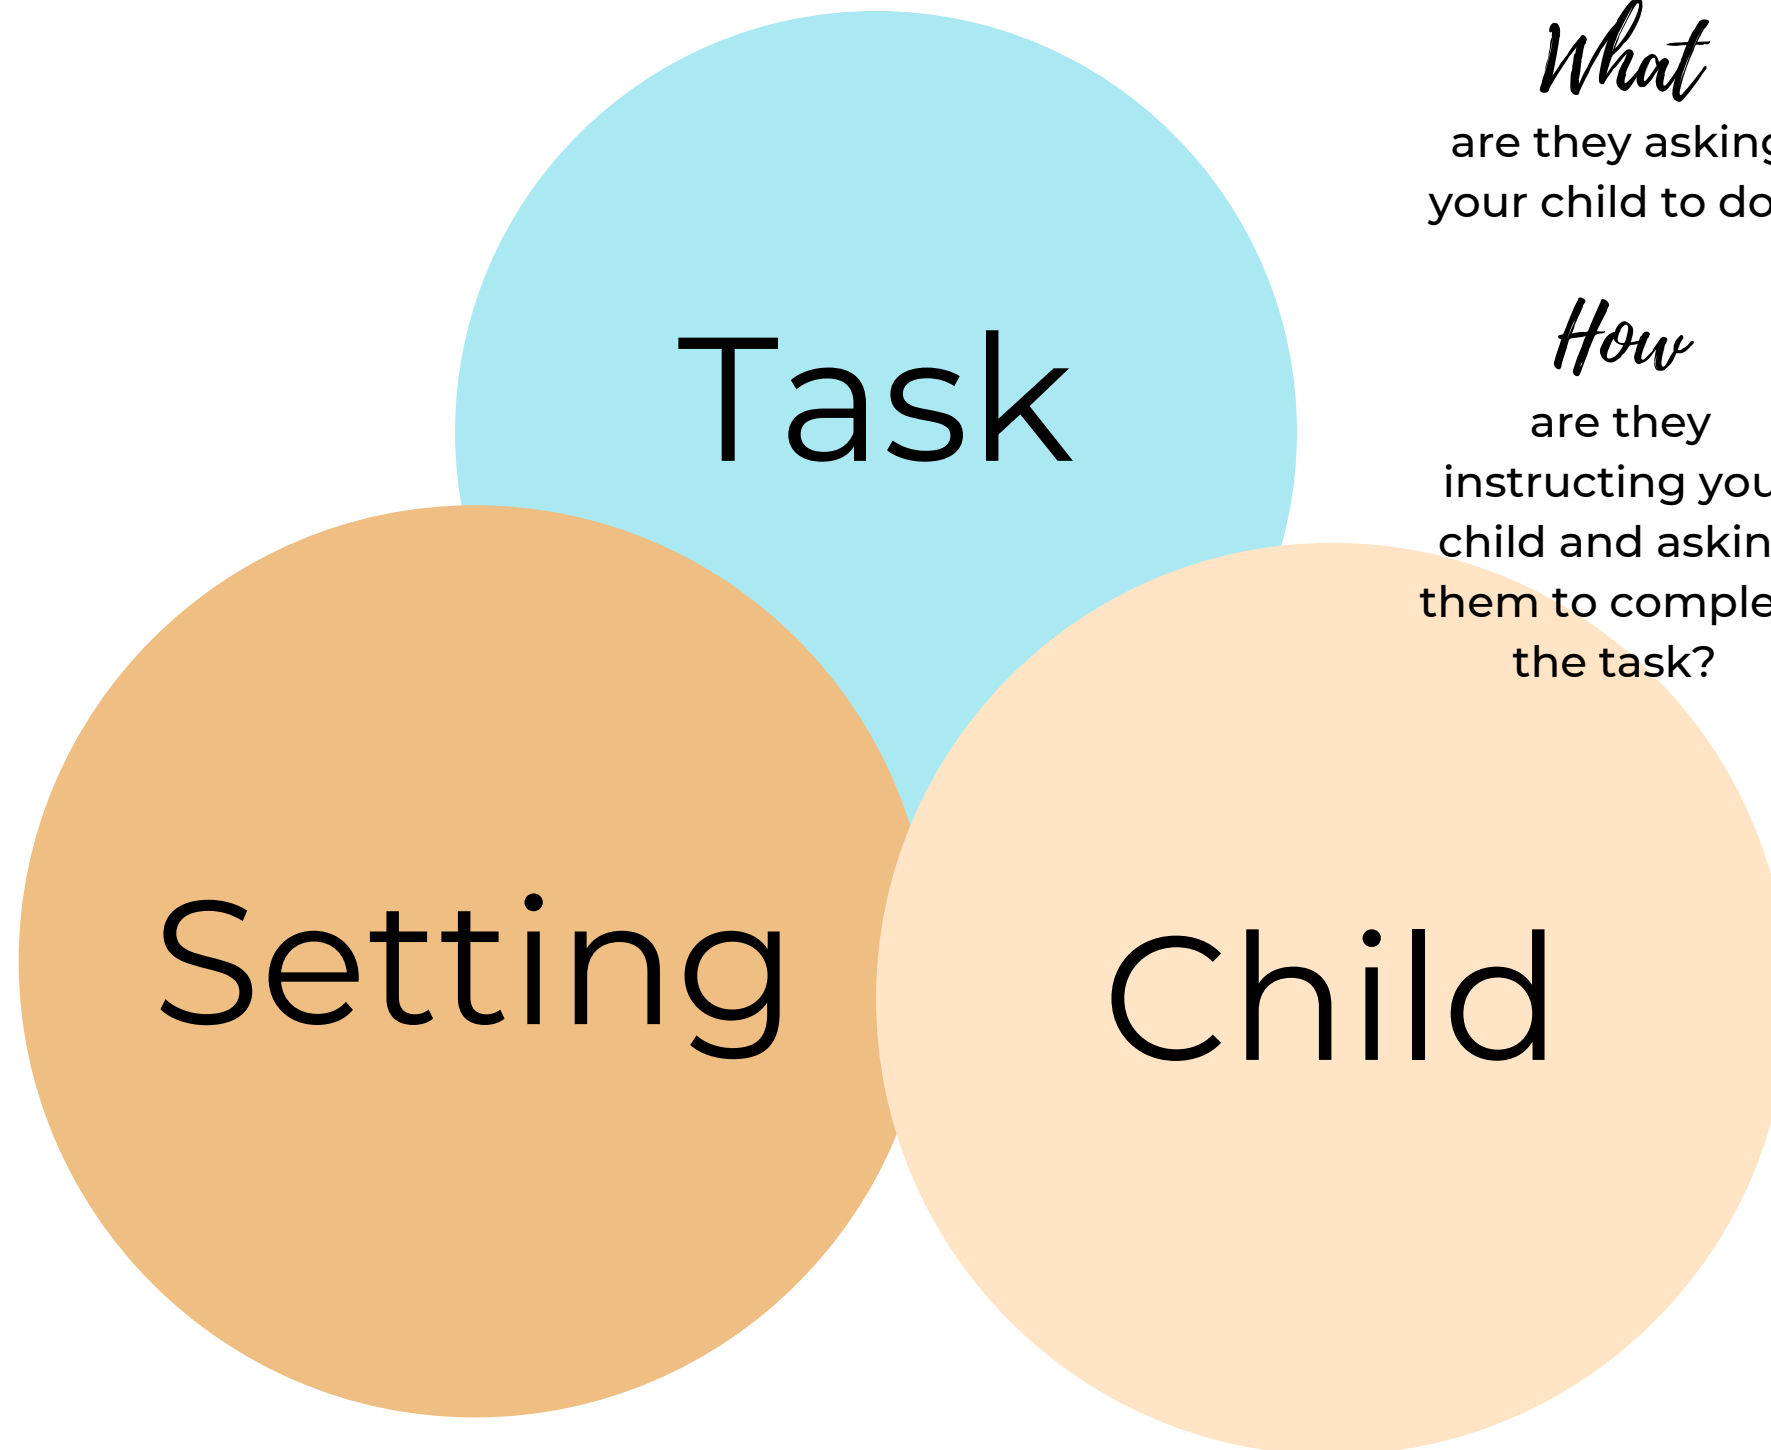 What
are they asking
your child to do
How
are they
instructing you
child and askin
them to comple
the task?
Task
Setting
Child